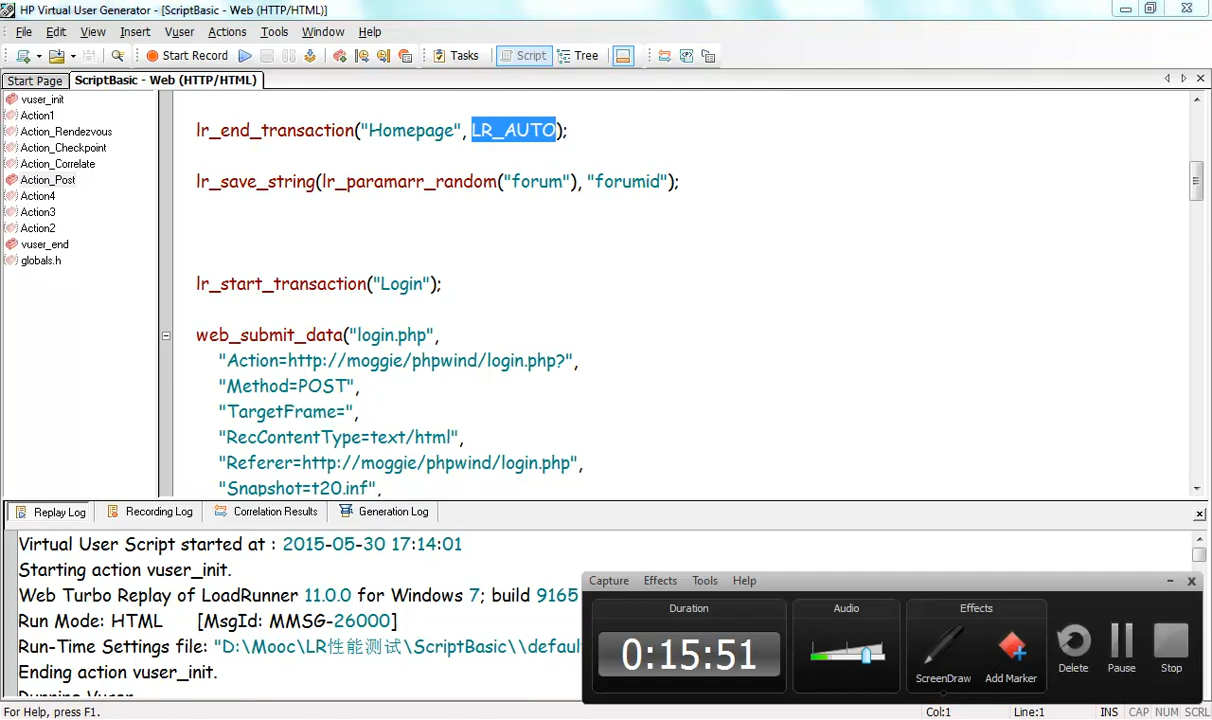 HP Virtual User Generator - [ScriptBasic - Web (HTTP/HTML)]
File Edit View Insert Vuser Actions Tools Window Help
Start Record Tasks Script Tree
Start Page ScriptBasic - Web (HTTP/HTML)
vuser_init
Action1
Action_Rendezvous
Action_Checkpoint
Action_Correlate
Action_Post
Action4
Action3
Action2
vuser_end
globals.h
lr_end_transaction("Homepage", LR_AUTO);
lr_save_string(lr_paramarr_random("forum"), "forumid");
lr_start_transaction("Login");
web_submit_data("login.php",
"Action=http://moggie/phpwind/login.php?",
"Method=POST",
"TargetFrame=",
"RecContentType=text/html",
"Referer=http://moggie/phpwind/login.php",
"Snapshot=t20.inf",
Replay Log Recording Log Correlation Results Generation Log
Virtual User Script started at : 2015-05-30 17:14:01
Starting action vuser_init.
Web Turbo Replay of LoadRunner 11.0.0 for Windows 7; build 9165
Run Mode: HTML [MsgId: MMSG-26000]
Run-Time Settings file: "D:\Mooc\LR性能测试\ScriptBasic\\defaul
Ending action vuser_init.
Running Vuser
Capture Effects Tools Help
Duration
0:15:51
Audio
Effects
ScreenDraw
Add Marker
Delete
Pause
Stop
For Help, press F1.
Col:1 Line:1 INS CAP NUM SCRL